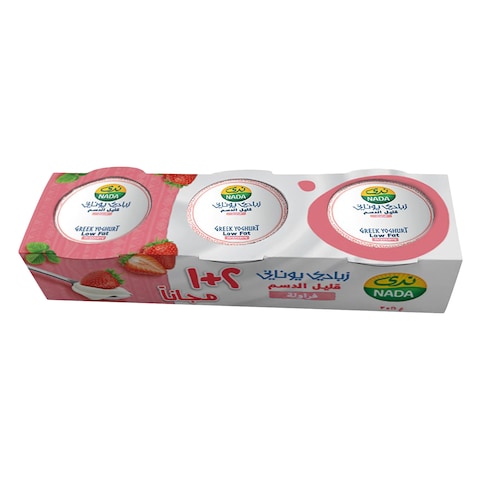 ندى
NADA
زبادي يوناني
قليل الدسم
GREEK YOGHURT
Low Fat
ندى
NADA
زبادي يوناني
قليل الدسم
GREEK YOGHURT
Low Fat
ندى
NADA
زبادي يوناني
قليل الدسم
GREEK YOGHURT
Low Fat
زبادي يوناني
قليل الدسم
فراولة
٢+١
مجاناً
ندى
NADA